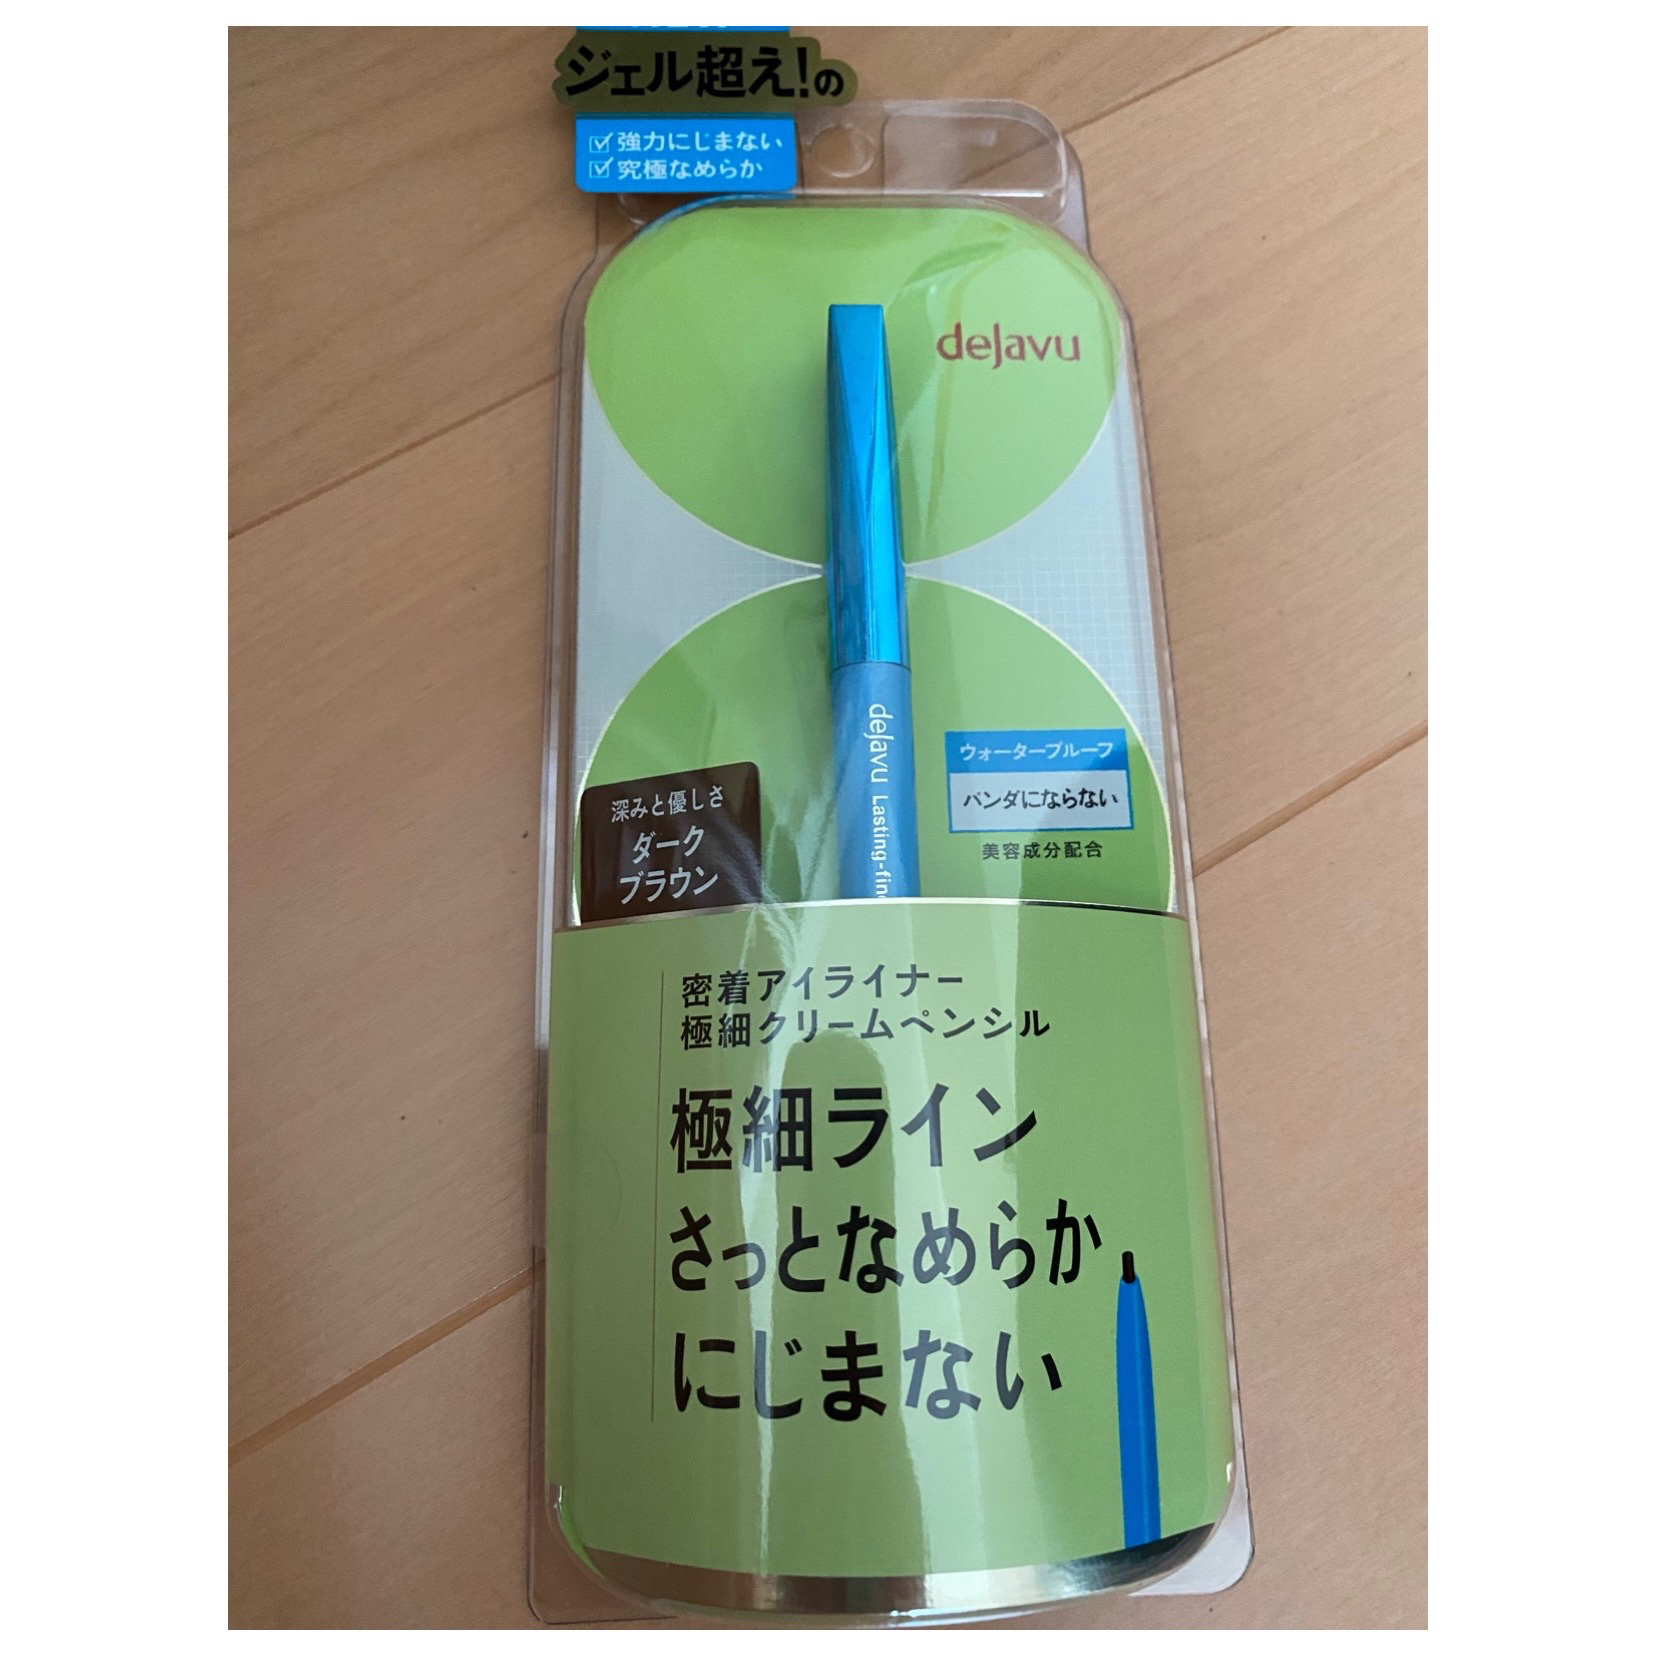 ジェル超え!の
強力にじまない
究極なめらか
dejavu
dejavu Lasting-fin
ウォータープルーフ
パンダにならない
美容成分配合
深みと優しさ
ダーク
ブラウン
密着アイライナー
極細クリームペンシル
極細ライン
さっとなめらか
にじまない